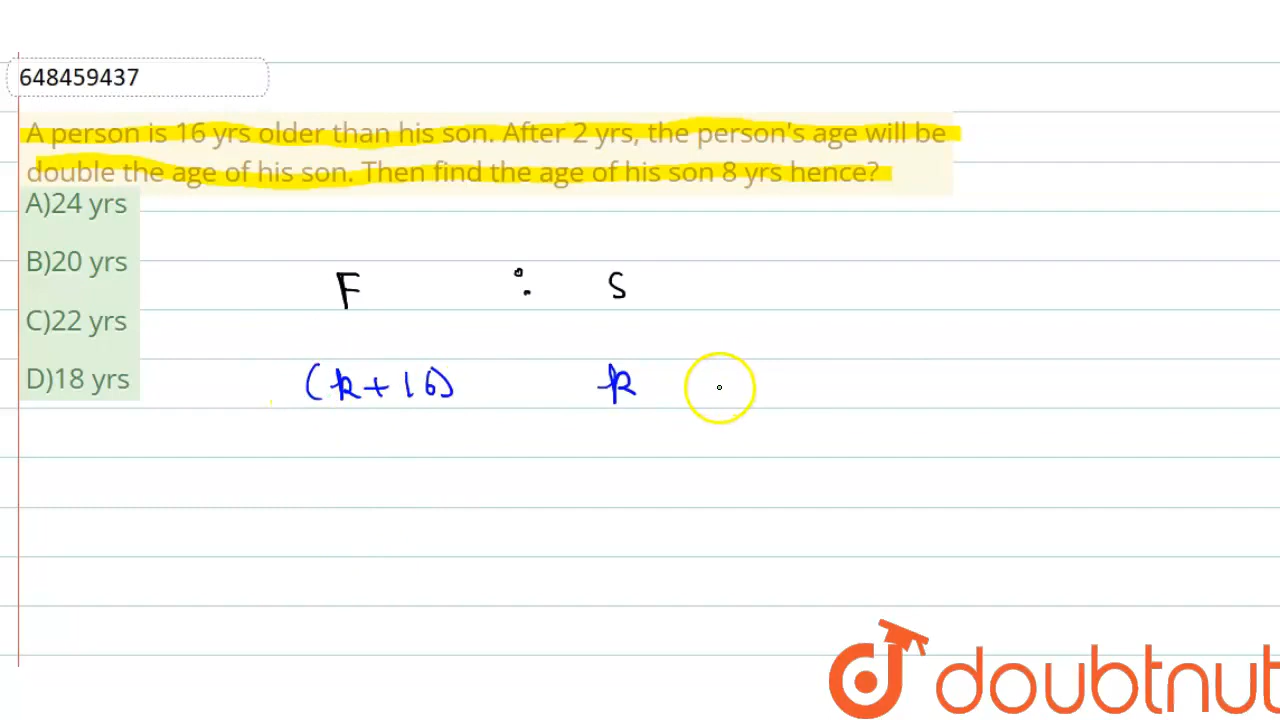 648459437
A person is 16 yrs older than his son. After 2 yrs, the person's age will be
double the age of his son. Then find the age of his son 8 yrs hence?
A)24 yrs
B)20 yrs
F : S
C)22 yrs
D)18 yrs
(k+16) k
doubtnut